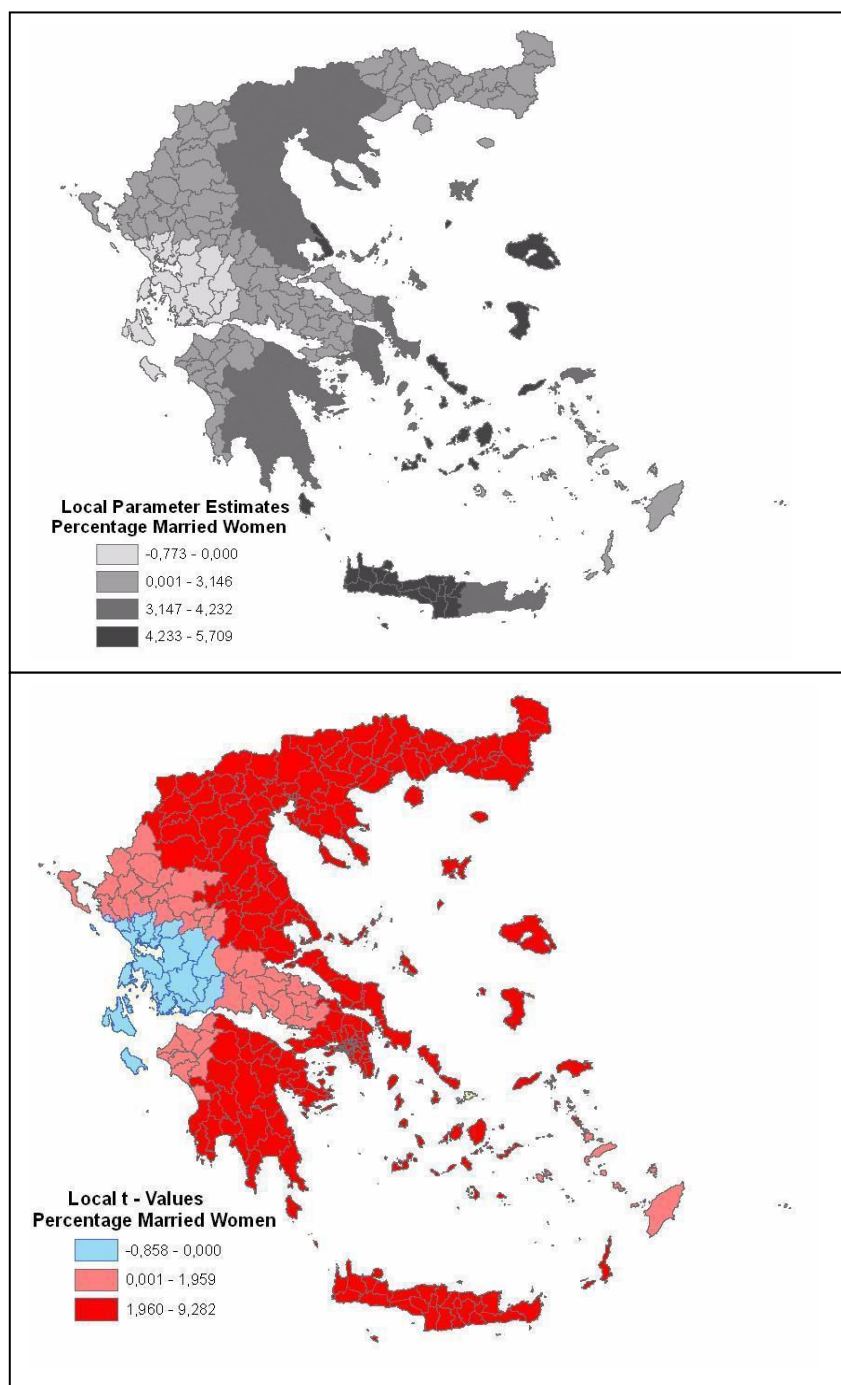 Local Parameter Estimates
Percentage Married Women
-0,773 - 0,000
0,001 - 3,146
3,147 - 4,232
4,233 - 5,709
Local t - Values
Percentage Married Women
-0,858 - 0,000
0,001 - 1,959
1,960 - 9,282